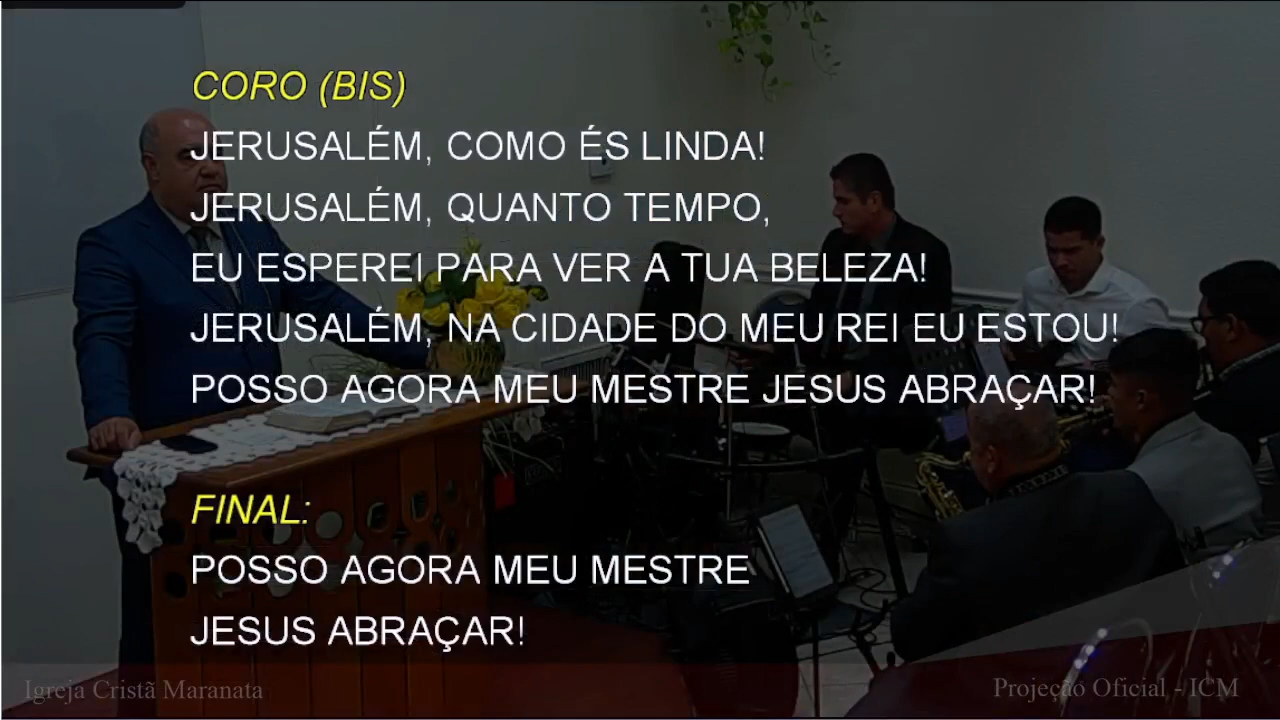 CORO (BIS)
JERUSALÉM, COMO ÉS LINDA!
JERUSALÉM, QUANTO TEMPO,
EU ESPEREI PARA VER A TUA BELEZA!
JERUSALÉM, NA CIDADE DO MEU REI EU ESTOU!
POSSO AGORA MEU MESTRE JESUS ABRAÇAR!
FINAL:
POSSO AGORA MEU MESTRE
JESUS ABRAÇAR!
Igreja Cristã Maranata
Projeção Oficial - ICM